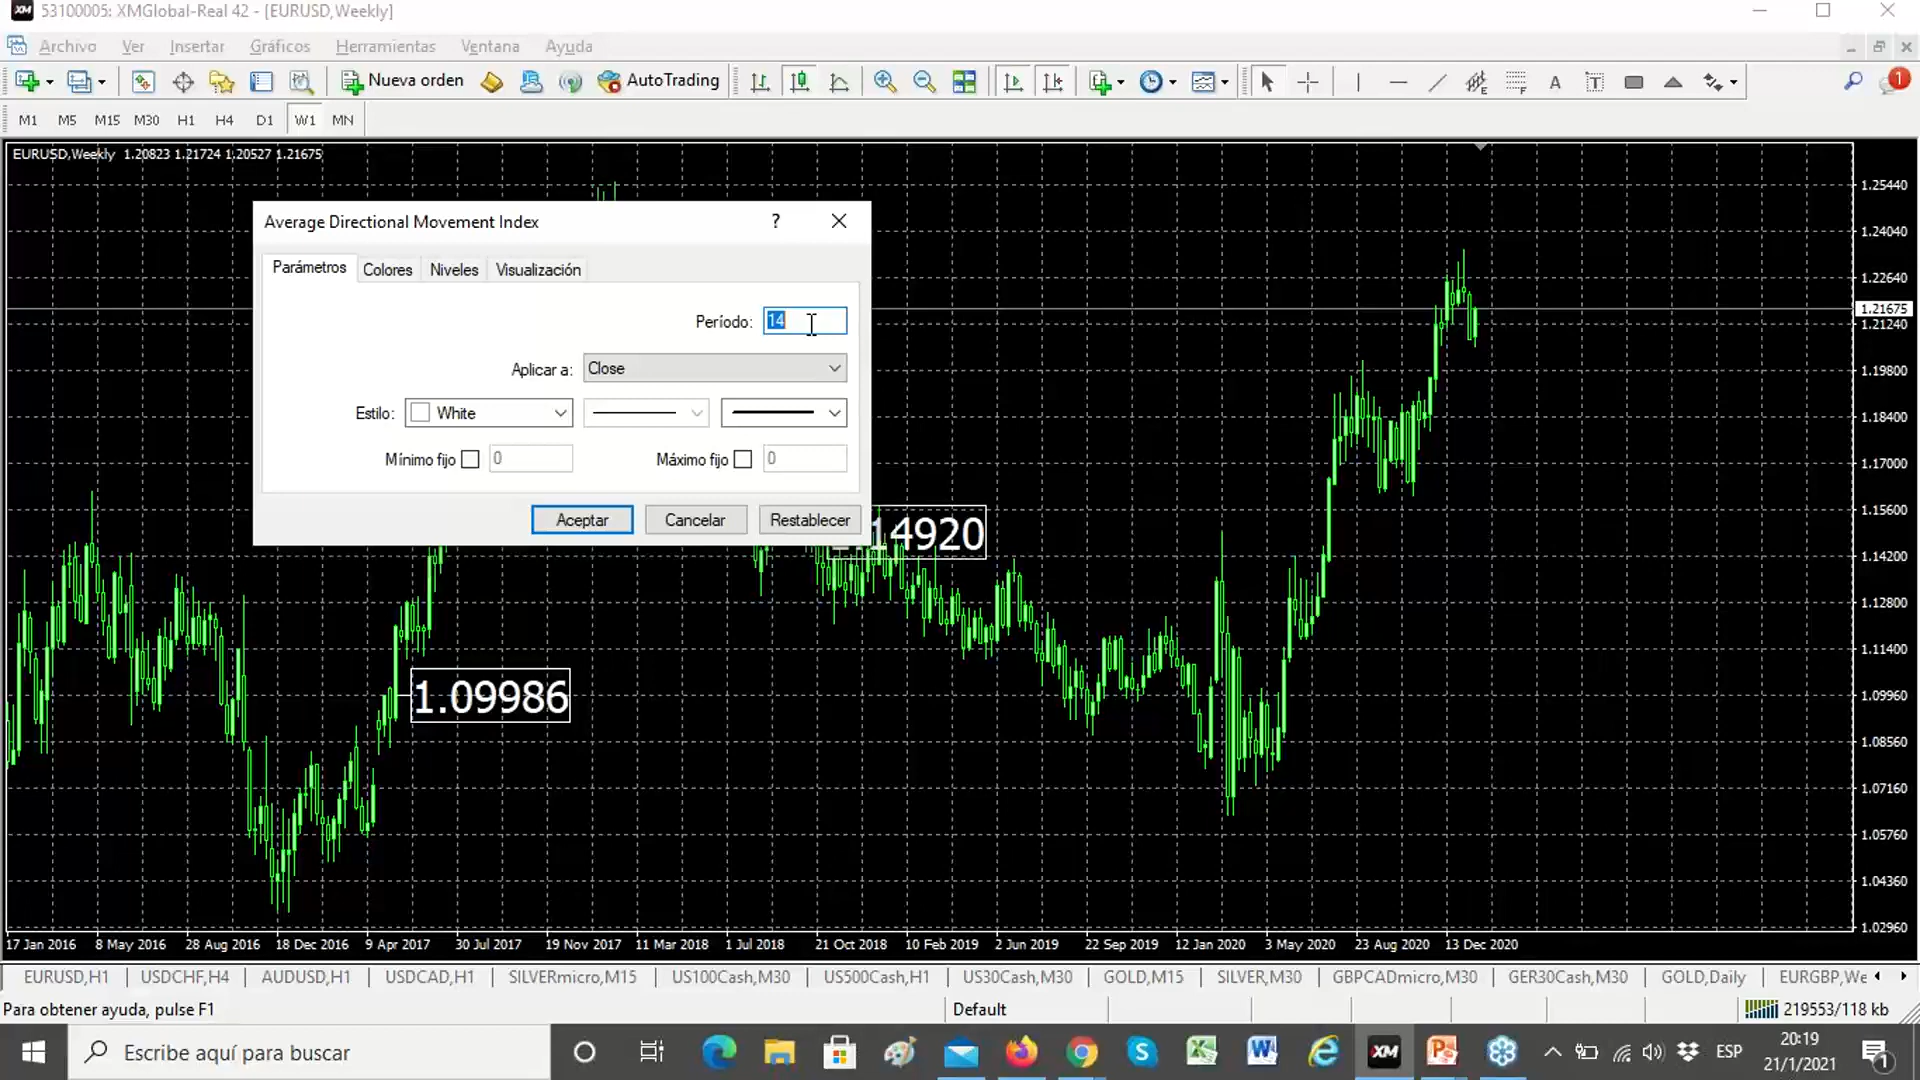 53100005: XMGlobal-Real 42 - [EURUSD,Weekly]
Archivo Ver Insertar Gráficos Herramientas Ventana Ayuda
Nueva orden AutoTrading
M1 M5 M15 M30 H1 H4 D1 W1 MN
EURUSD,Weekly 1.20823 1.21724 1.20527 1.21675
Average Directional Movement Index
Parámetros Colores Niveles Visualización
Período: 14
Aplicar a: Close
Estilo: White
Mínimo fijo 0 Máximo fijo 0
Aceptar Cancelar Restablecer
14920
1.09986
1.25440
1.24040
1.22640
1.21675
1.21240
1.19800
1.18400
1.17000
1.15600
1.14200
1.12800
1.11400
1.09960
1.08560
1.07160
1.05760
1.04360
1.02960
17 Jan 2016 8 May 2016 28 Aug 2016 18 Dec 2016 9 Apr 2017 30 Jul 2017 19 Nov 2017 11 Mar 2018 1 Jul 2018 21 Oct 2018 10 Feb 2019 2 Jun 2019 22 Sep 2019 12 Jan 2020 3 May 2020 23 Aug 2020 13 Dec 2020
EURUSD,H1 USDCHF,H4 AUDUSD,H1 USDCAD,H1 SILVERmicro,M15 US100Cash,M30 US500Cash,H1 US30Cash,M30 GOLD,M15 SILVER,M30 GBPCADmicro,M30 GER30Cash,M30 GOLD,Daily EURGBP,We
Para obtener ayuda, pulse F1 Default 219553/118 kb
Escribe aquí para buscar
ESP
20:19
21/1/2021